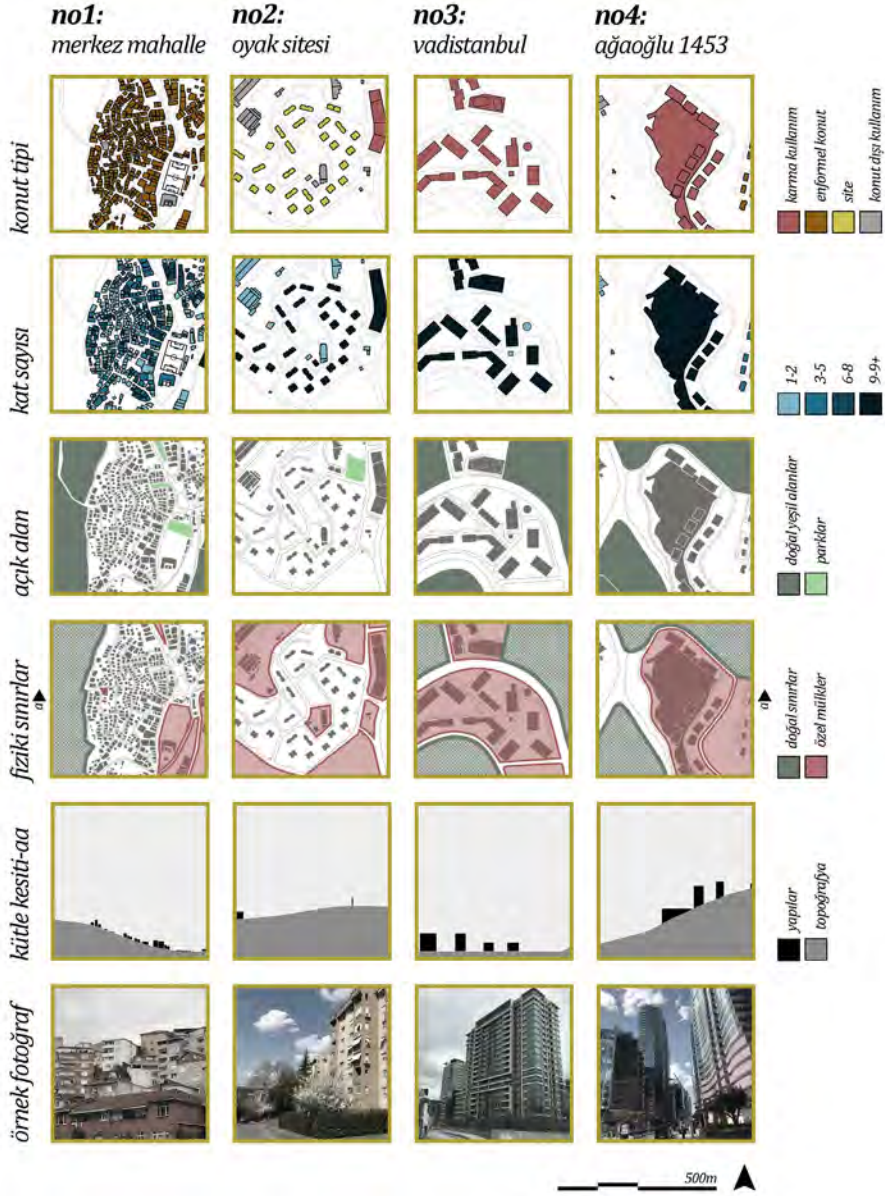 no1:
merkez mahalle
no2:
oyak sitesi
no3:
vadistanbul
no4:
ağaoğlu 1453
konut tipi
karma kullanım
enformel konut
site
konut dışı kullanım
kat sayısı
1-2
3-5
6-8
9-9+
açık alan
doğal yeşil alanlar
parklar
fiziki sınırlar
a
a
doğal sınırlar
özel mülkler
kütle kesiti-aa
yapılar
topoğrafya
örnek fotoğraf
500m